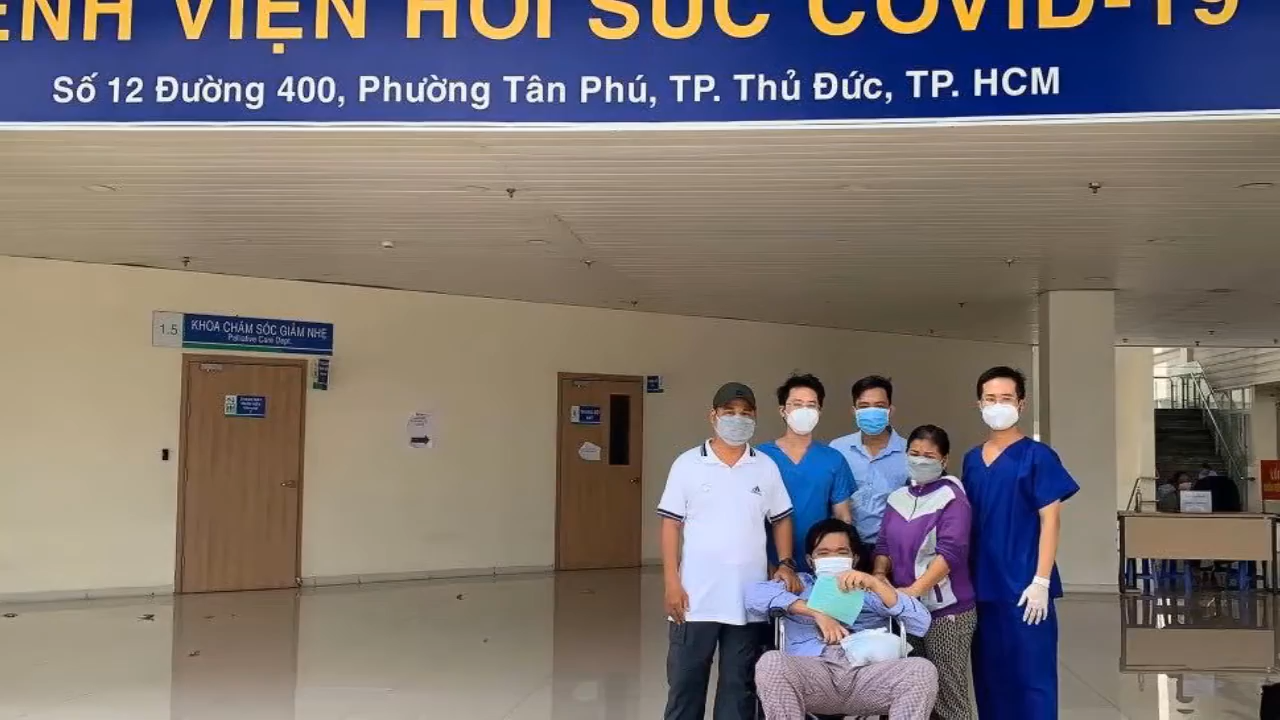 BỆNH VIỆN HỒI SỨC COVID-19
Số 12 Đường 400, Phường Tân Phú, TP. Thủ Đức, TP. HCM
1.5
KHOA CHĂM SÓC GIẢM NHẸ
Palliative Care Dept.